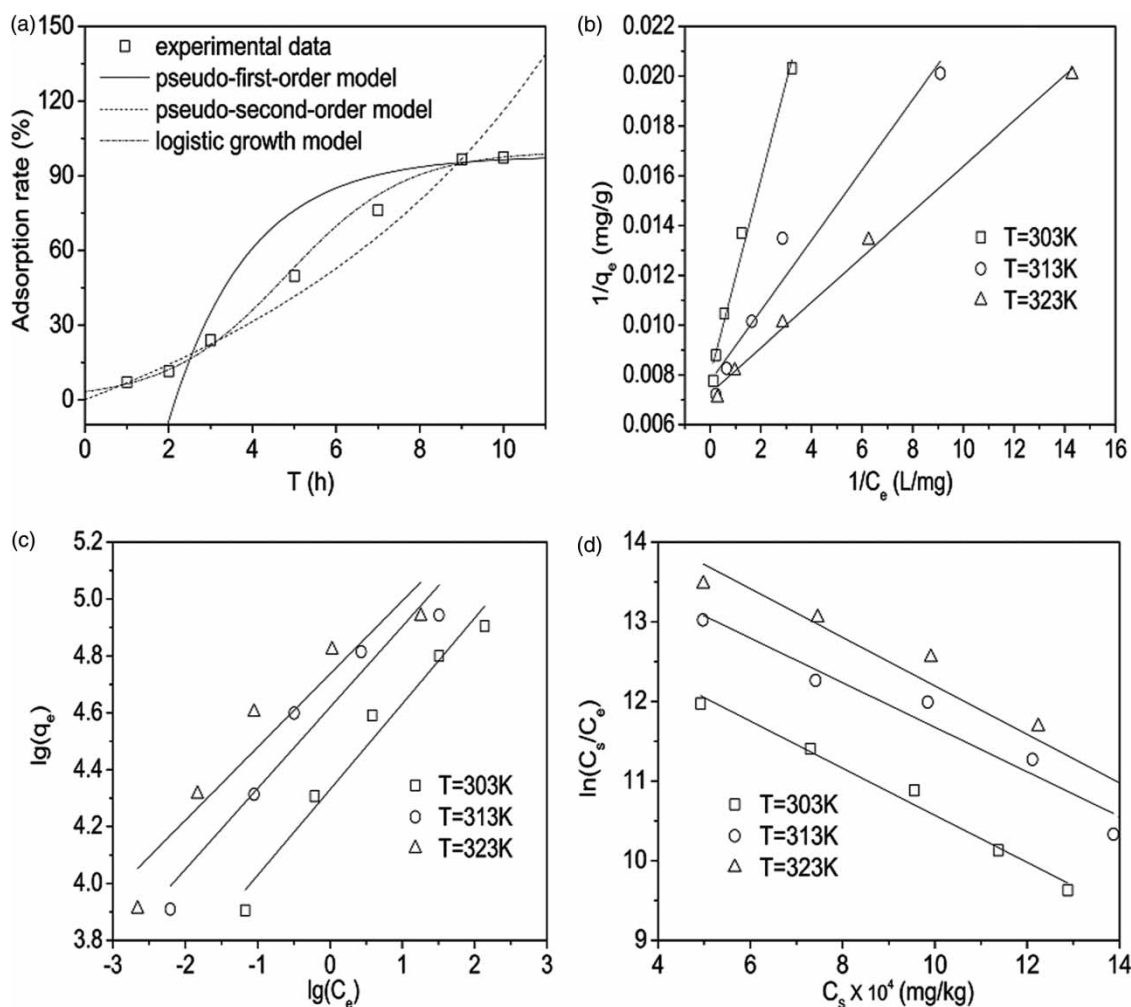 (a)
150
120
90
60
30
0
Adsorption rate (%)
experimental data
pseudo-first-order model
pseudo-second-order model
logistic growth model
0 2 4 6 8 10
T (h)
(b)
0.022
0.020
0.018
0.016
0.014
0.012
0.010
0.008
0.006
1/qₑ (mg/g)
T=303K
T=313K
T=323K
0 2 4 6 8 10 12 14 16
1/Cₑ (L/mg)
(c)
5.2
5.0
4.8
4.6
4.4
4.2
4.0
3.8
lg(qₑ)
T=303K
T=313K
T=323K
-3 -2 -1 0 1 2 3
lg(Cₑ)
(d)
14
13
12
11
10
9
ln(Cₛ/Cₑ)
T=303K
T=313K
T=323K
4 6 8 10 12 14
Cₛ X 10⁴ (mg/kg)